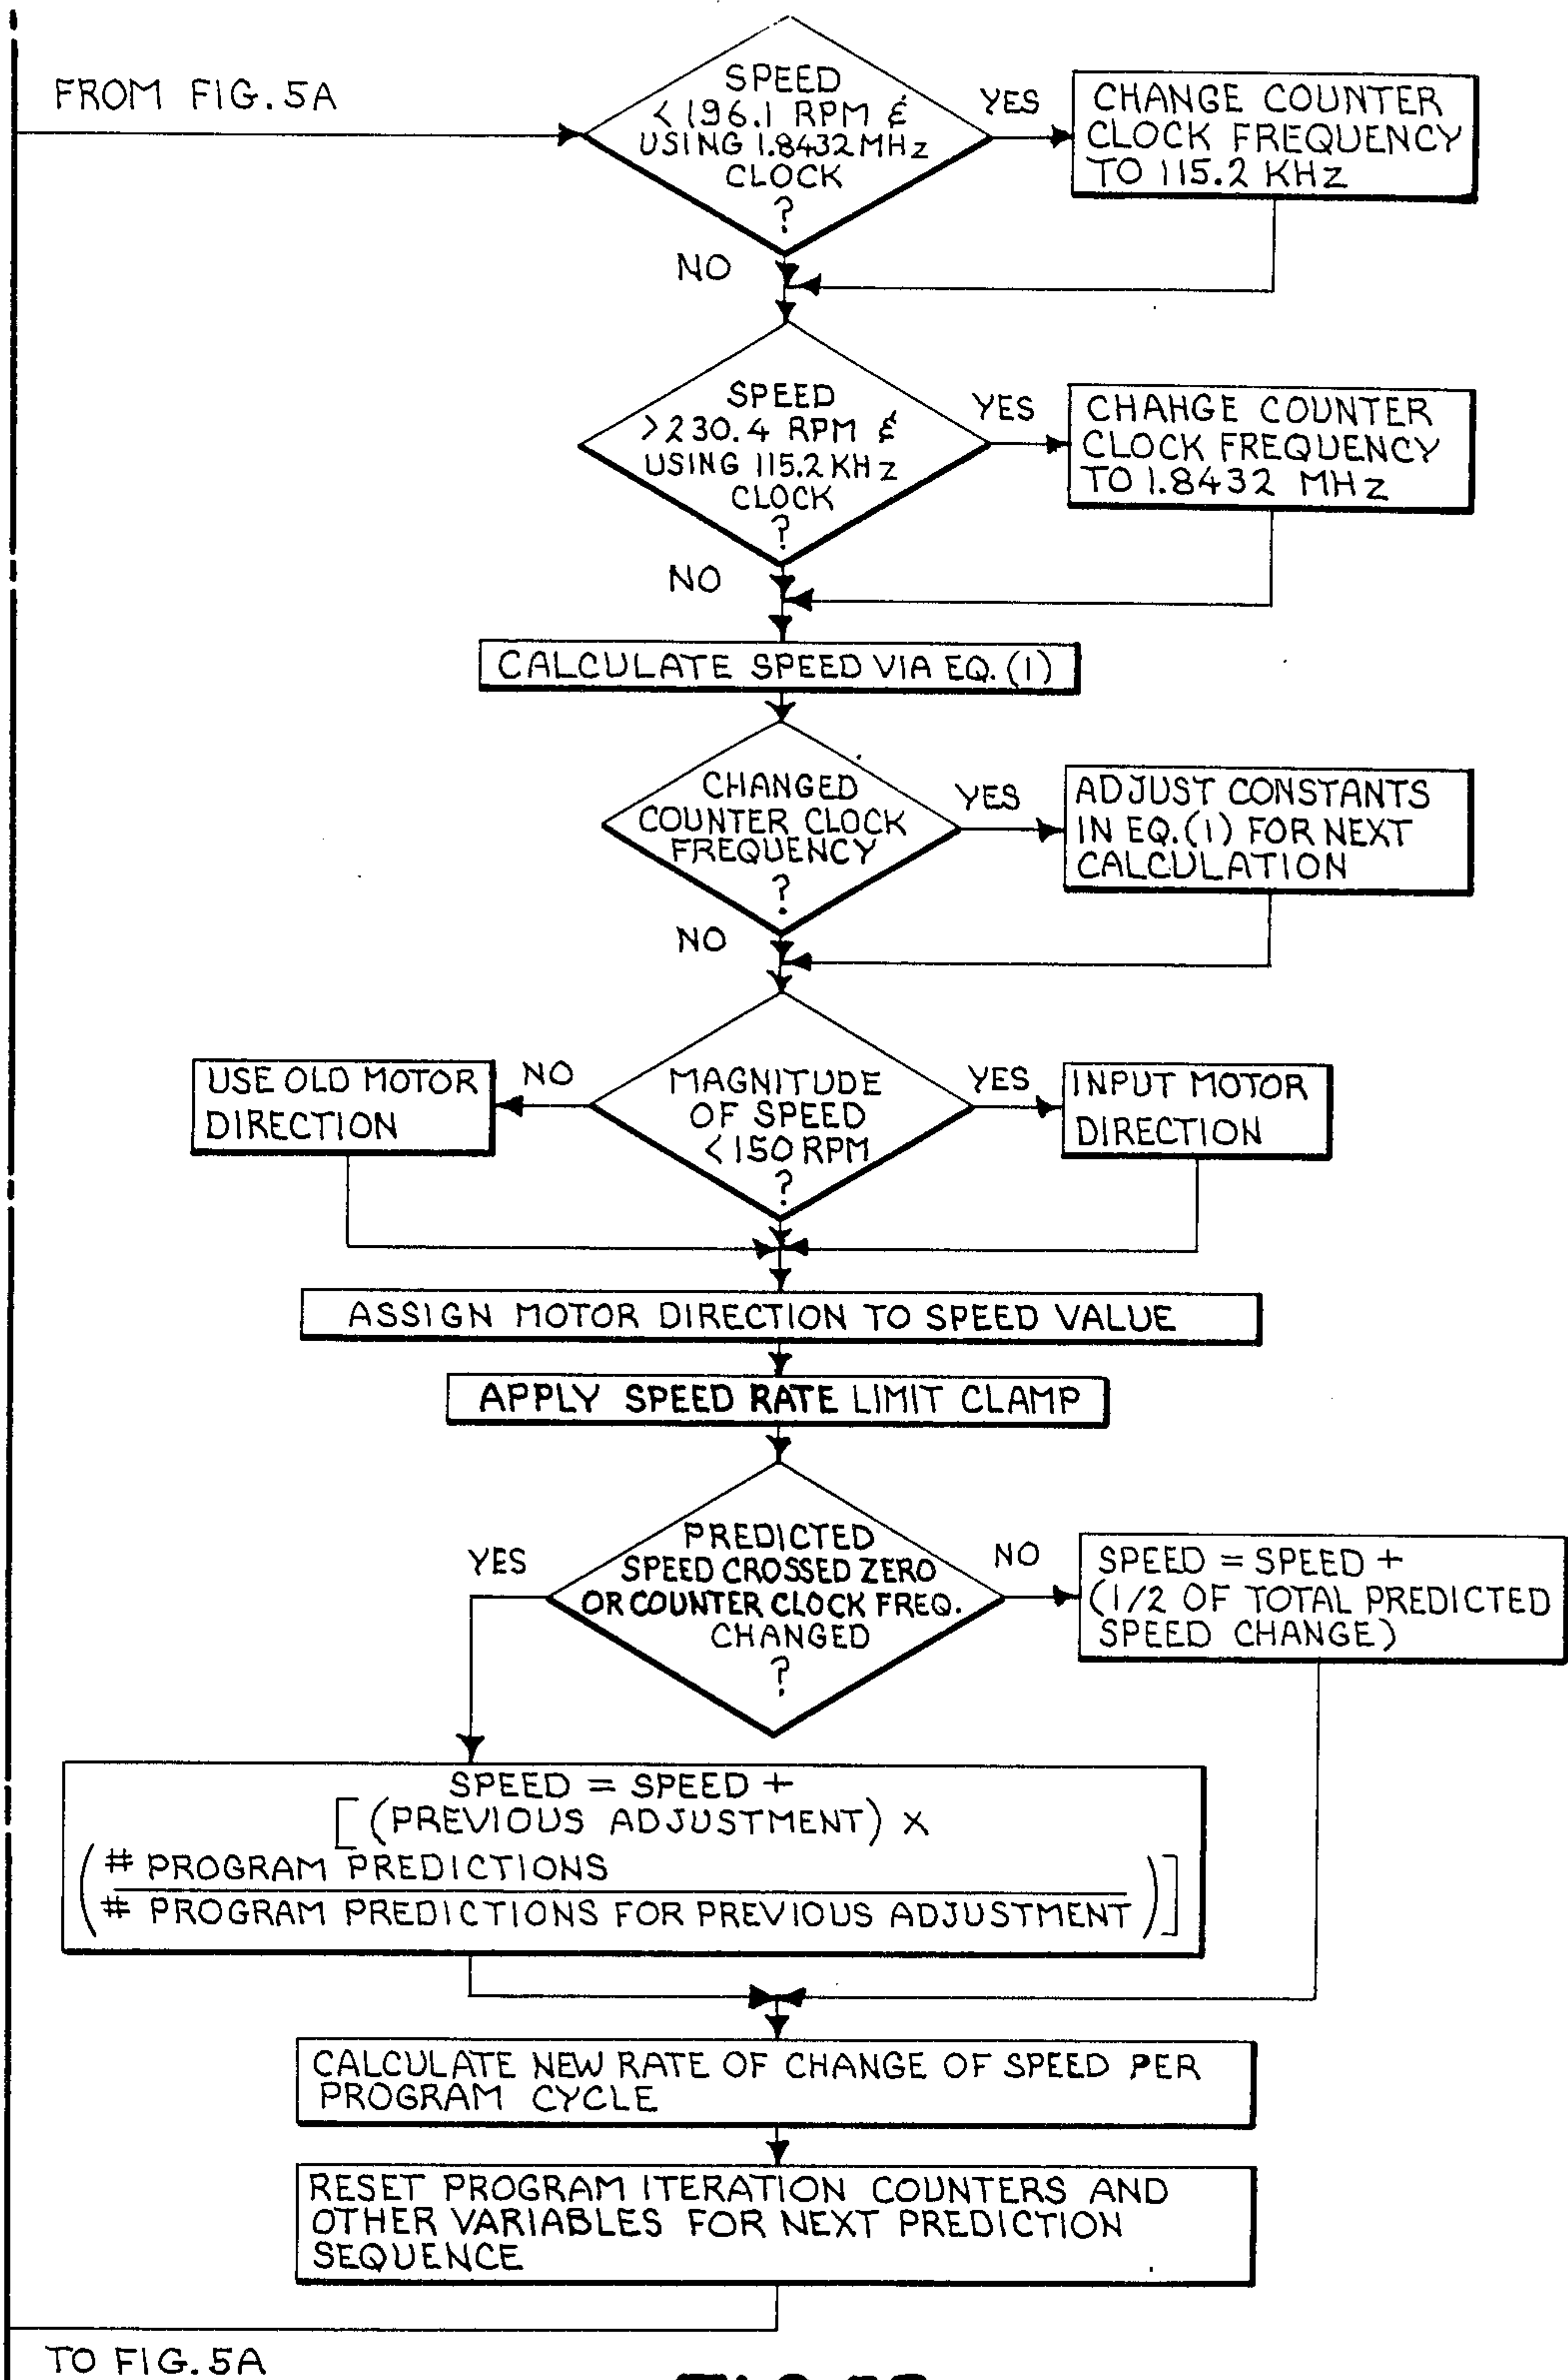 FROM FIG. 5A
SPEED
< 196.1 RPM &
USING 1.8432 MHz
CLOCK
?
YES
CHANGE COUNTER
CLOCK FREQUENCY
TO 115.2 KHz
NO
SPEED
>230.4 RPM &
USING 115.2 KHz
CLOCK
?
YES
CHAHGE COUNTER
CLOCK FREQUENCY
TO 1.8432 MHz
NO
CALCULATE SPEED VIA EQ. (1)
CHANGED
COUNTER CLOCK
FREQUENCY
?
YES
ADJUST CONSTANTS
IN EQ.(1) FOR NEXT
CALCULATION
NO
USE OLD MOTOR
DIRECTION
NO
MAGNITUDE
OF SPEED
<150 RPM
?
YES
INPUT MOTOR
DIRECTION
ASSIGN MOTOR DIRECTION TO SPEED VALUE
APPLY SPEED RATE LIMIT CLAMP
YES
PREDICTED
SPEED CROSSED ZERO
OR COUNTER CLOCK FREQ.
CHANGED
?
NO
SPEED = SPEED +
(1/2 OF TOTAL PREDICTED
SPEED CHANGE)
SPEED = SPEED +
[(PREVIOUS ADJUSTMENT) X
(# PROGRAM PREDICTIONS
# PROGRAM PREDICTIONS FOR PREVIOUS ADJUSTMENT)]
CALCULATE NEW RATE OF CHANGE OF SPEED PER
PROGRAM CYCLE
RESET PROGRAM ITERATION COUNTERS AND
OTHER VARIABLES FOR NEXT PREDICTION
SEQUENCE
TO FIG. 5A